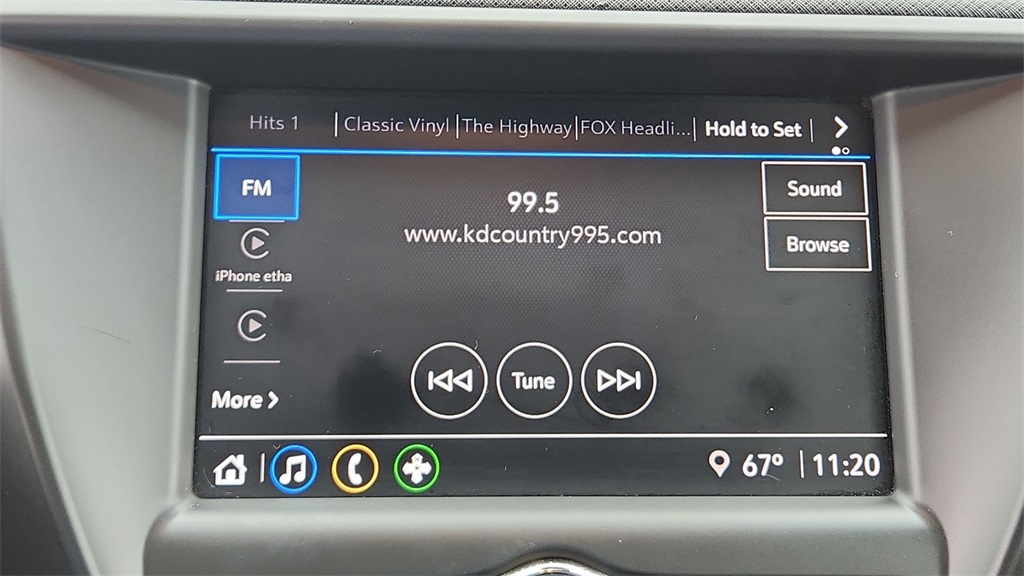 Hits 1 Classic Vinyl The Highway FOX Headli... Hold to Set
FM
99.5
Sound
www.kdcountry995.com
Browse
iPhone etha
Tune
More
67° 11:20